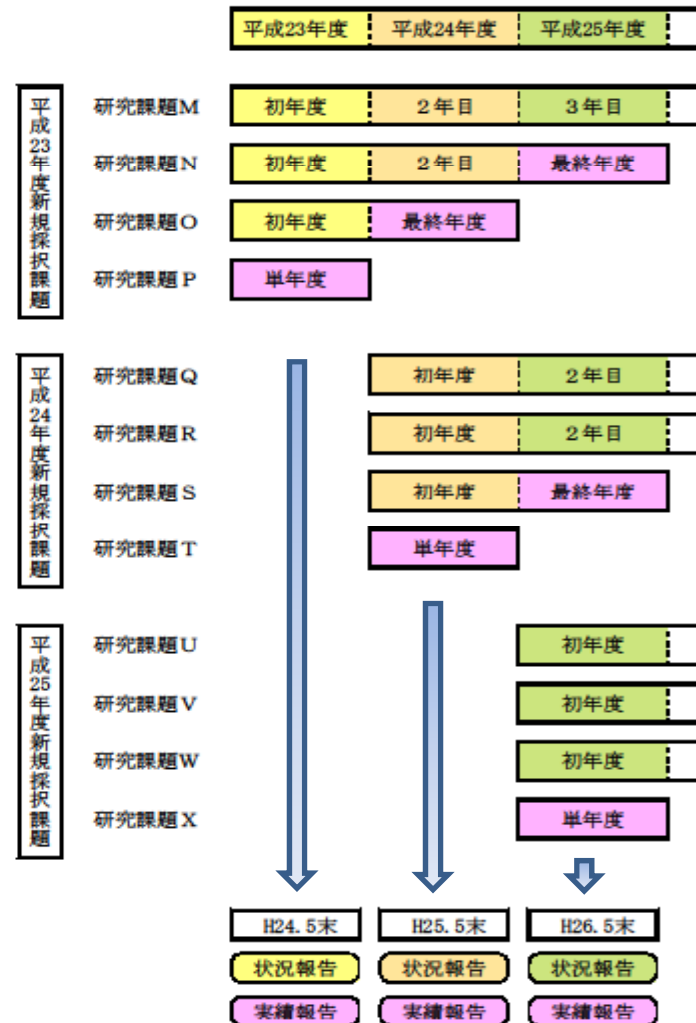 平成23年度 平成24年度 平成25年度
平成23年度新規採択課題
研究課題M 初年度 2年目 3年目
研究課題N 初年度 2年目 最終年度
研究課題O 初年度 最終年度
研究課題P 単年度
平成24年度新規採択課題
研究課題Q 初年度 2年目
研究課題R 初年度 2年目
研究課題S 初年度 最終年度
研究課題T 単年度
平成25年度新規採択課題
研究課題U 初年度
研究課題V 初年度
研究課題W 初年度
研究課題X 単年度
H24.5末 H25.5末 H26.5末
状況報告 状況報告 状況報告
実績報告 実績報告 実績報告